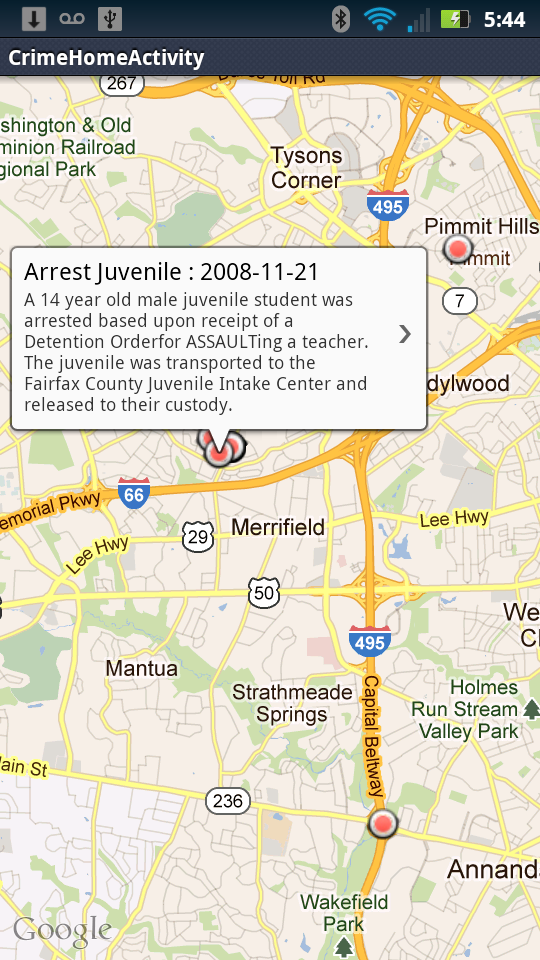 5:44
CrimeHomeActivity
267
Toll Rd
shington & Old
minion Railroad
gional Park
Tysons
Corner
495
Pimmit Hills
Pimmit
7
Arrest Juvenile : 2008-11-21
A 14 year old male juvenile student was
arrested based upon receipt of a
Detention Orderfor ASSAULTing a teacher.
The juvenile was transported to the
Fairfax County Juvenile Intake Center and
released to their custody.
dylwood
66
emorial Pkwy
Lee Hwy
29
Merrifield
Lee Hwy
50
We
Cl
495
Mantua
Strathmeade
Springs
Capital Beltway
Holmes
Run Stream
Valley Park
ain St
236
Annand
Wakefield
Park
Google